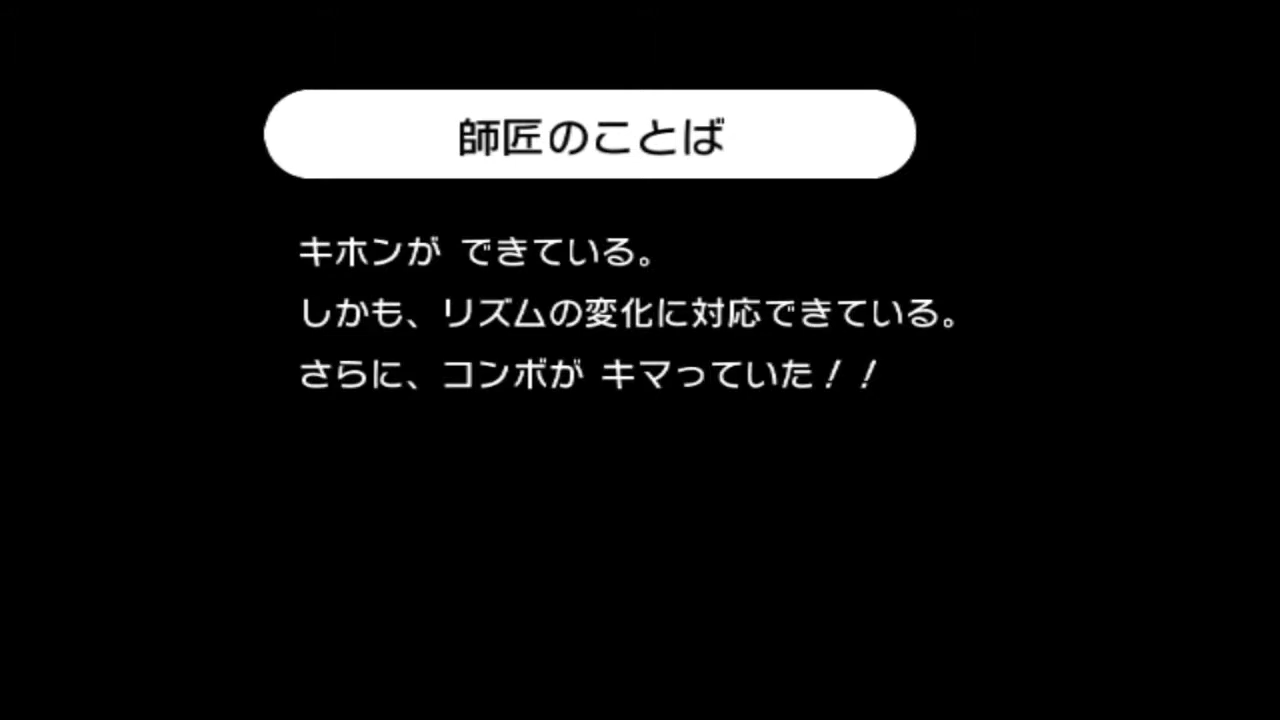 師匠のことば
キホンが できている。
しかも、リズムの変化に対応できている。
さらに、コンボが キマっていた！！